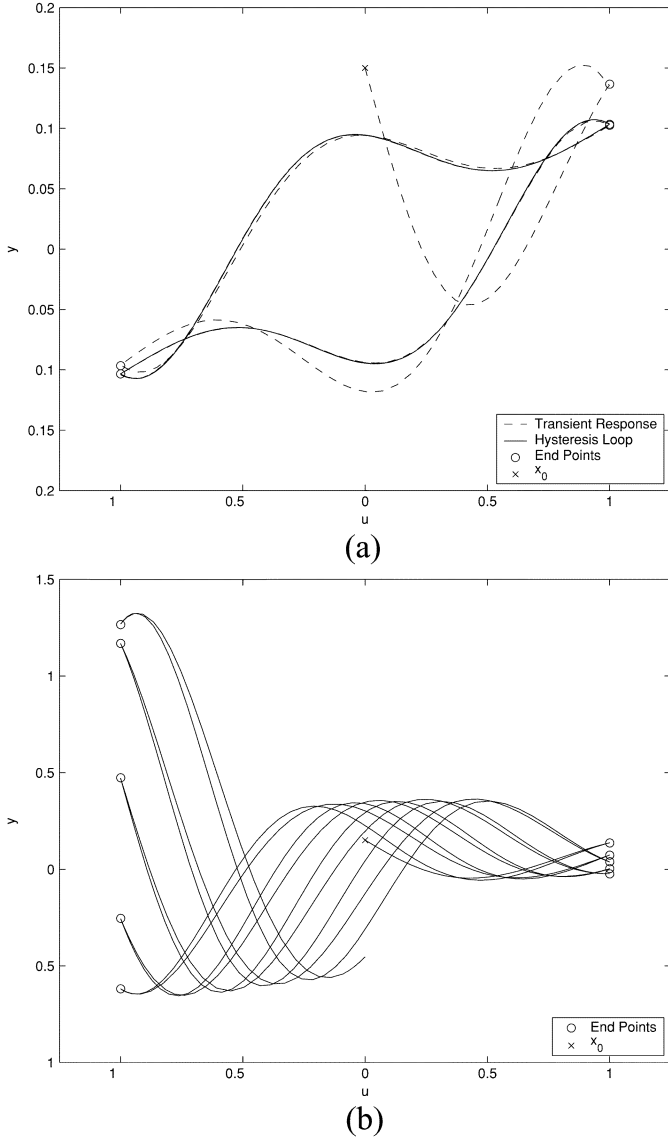 0.2
0.15
0.1
0.05
0
0.05
0.1
0.15
0.2
y
1 0.5 0 0.5 1
u
Transient Response
Hysteresis Loop
End Points
x0
(a)
1.5
1
0.5
0
0.5
1
y
1 0.5 0 0.5 1
u
End Points
x0
(b)